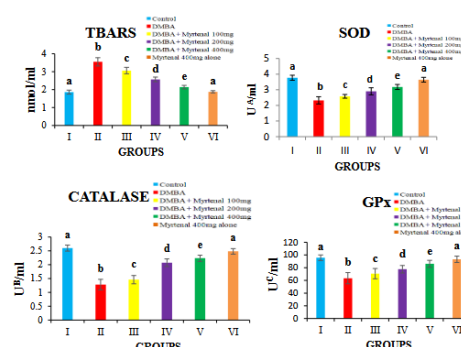 TBARS
Control
DMBA
DMBA + Myrtenal 100mg
DMBA + Myrtenal 200mg
DMBA + Myrtenal 400mg
Myrtenal 400mg alone
nmol/ml
4
3
2
1
0
a b c d e a
I II III IV V VI
GROUPS
SOD
Control
DMBA
DMBA + Myrtenal 100mg
DMBA + Myrtenal 200mg
DMBA + Myrtenal 400mg
Myrtenal 400mg alone
U^A/ml
5
4
3
2
1
0
a b c d e a
I II III IV V VI
GROUPS
CATALASE
Control
DMBA
DMBA + Myrtenal 100mg
DMBA + Myrtenal 200mg
DMBA + Myrtenal 400mg
Myrtenal 400mg alone
U^B/ml
3
2.5
2
1.5
1
0.5
0
a b c d e a
I II III IV V VI
GROUPS
GPx
Control
DMBA
DMBA + Myrtenal 100mg
DMBA + Myrtenal 200mg
DMBA + Myrtenal 400mg
Myrtenal 400mg alone
U^C/ml
120
100
80
60
40
20
0
a b c d e a
I II III IV V VI
GROUPS